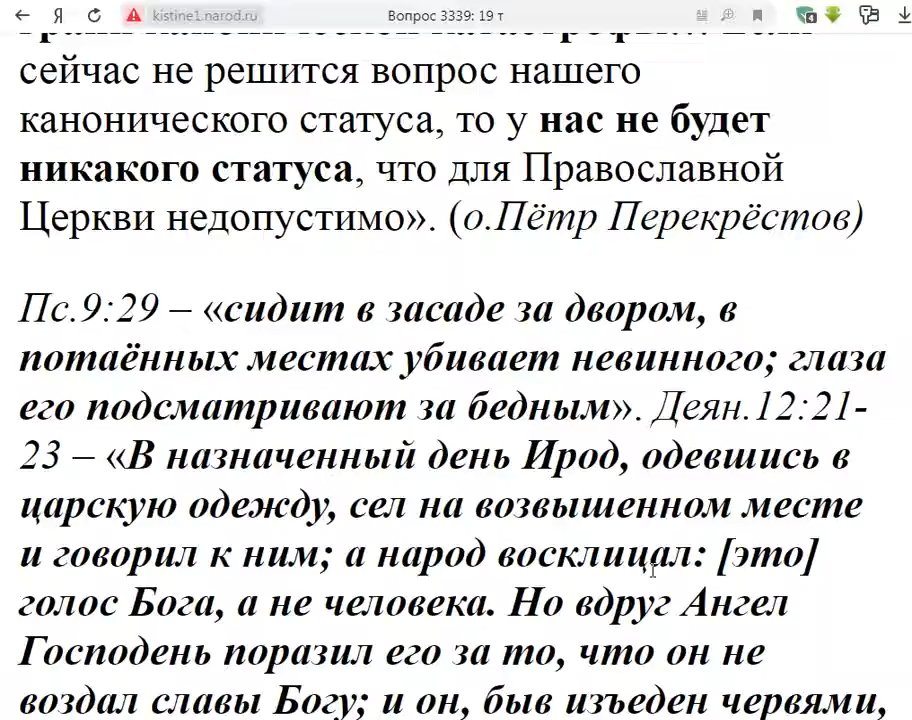 Я kistine1.narod.ru Вопрос 3339: 19 т
сейчас не решится вопрос нашего
канонического статуса, то у нас не будет
никакого статуса, что для Православной
Церкви недопустимо». (о.Пётр Перекрёстов)
Пс.9:29 – «сидит в засаде за двором, в
потаённых местах убивает невинного; глаза
его подсматривают за бедным». Деян.12:21-
23 – «В назначенный день Ирод, одевшись в
царскую одежду, сел на возвышенном месте
и говорил к ним; а народ восклицал: [это]
голос Бога, а не человека. Но вдруг Ангел
Господень поразил его за то, что он не
воздал славы Богу; и он, быв изъеден червями,